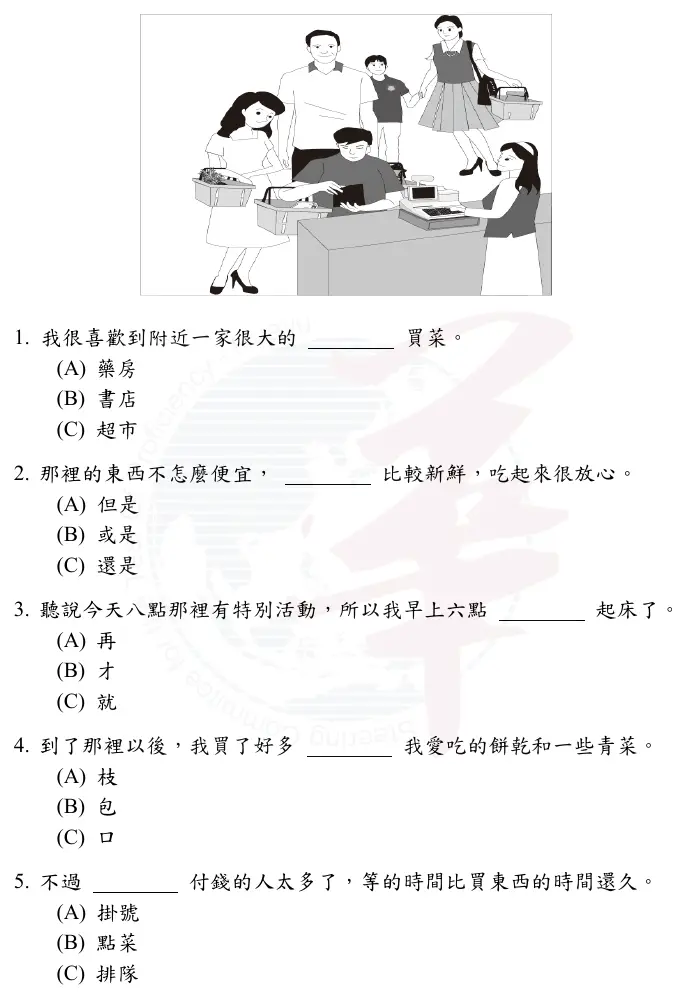 1. 我很喜歡到附近一家很大的 ________ 買菜。
(A) 藥房
(B) 書店
(C) 超市
2. 那裡的東西不怎麼便宜， ________ 比較新鮮，吃起來很放心。
(A) 但是
(B) 或是
(C) 還是
3. 聽說今天八點那裡有特別活動，所以我早上六點 ________ 起床了。
(A) 再
(B) 才
(C) 就
4. 到了那裡以後，我買了好多 ________ 我愛吃的餅乾和一些青菜。
(A) 枝
(B) 包
(C) 口
5. 不過 ________ 付錢的人太多了，等的時間比買東西的時間還久。
(A) 掛號
(B) 點菜
(C) 排隊
華
Steering Committee for